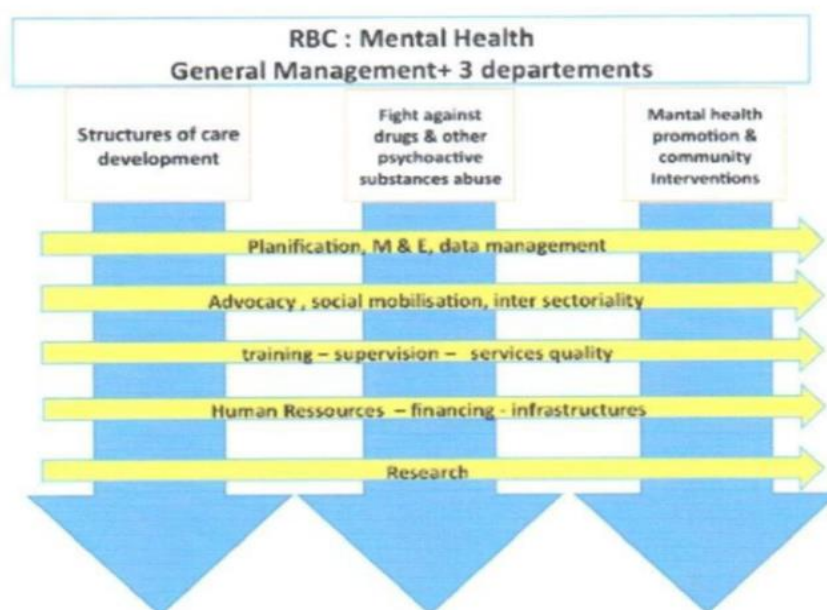 RBC : Mental Health
General Management+ 3 departements
Structures of care
development
Fight against
drugs & other
psychoactive
substances abuse
Mantal health
promotion &
community
Interventions
Planification, M & E, data management
Advocacy , social mobilisation, inter sectoriality
training – supervision – services quality
Human Ressources – financing - infrastructures
Research